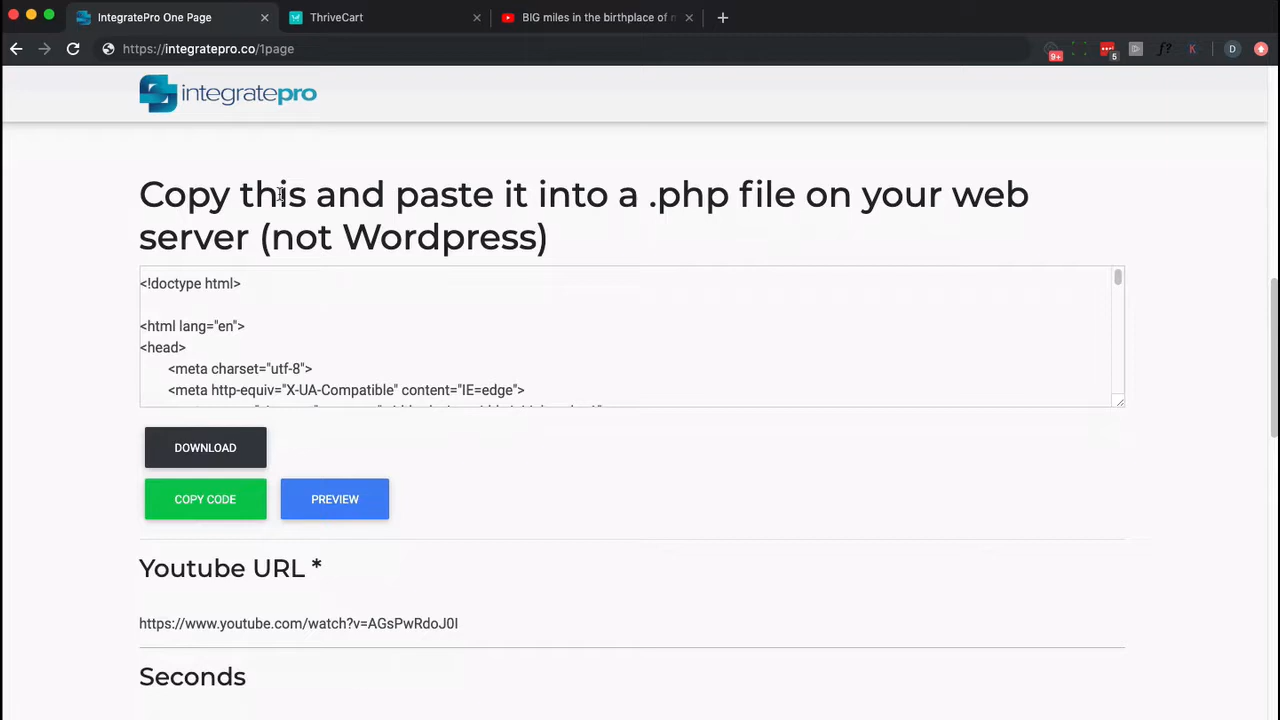 IntegratePro One Page
ThriveCart
BIG miles in the birthplace of
https://integratepro.co/1page
9+
5
f?
K
D
integratepro
Copy this and paste it into a .php file on your web
server (not Wordpress)
<!doctype html>
<html lang="en">
<head>
<meta charset="utf-8">
<meta http-equiv="X-UA-Compatible" content="IE=edge">
DOWNLOAD
COPY CODE
PREVIEW
Youtube URL *
https://www.youtube.com/watch?v=AGsPwRdoJ0I
Seconds